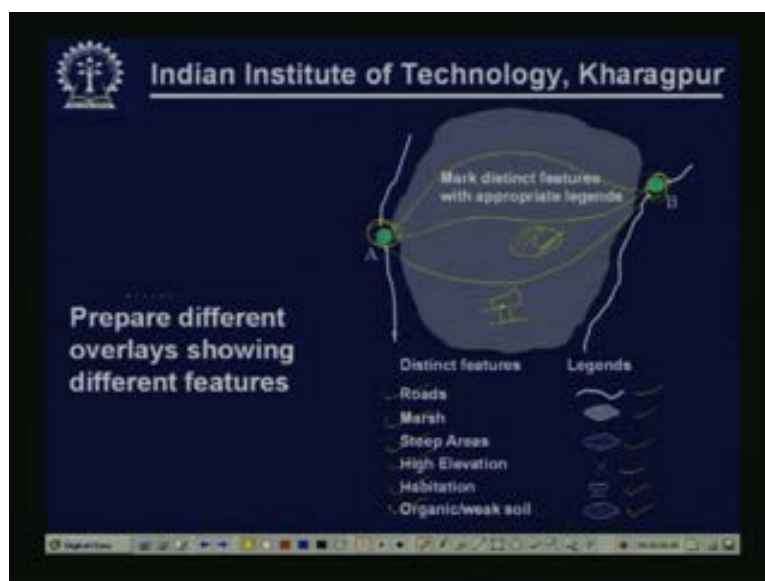 Indian Institute of Technology, Kharagpur
Mark distinct features
with appropriate legends
B
A
Prepare different
overlays showing
different features
Distinct features Legends
Roads
Marsh
Steep Areas
High Elevation
Habitation
Organic/weak soil